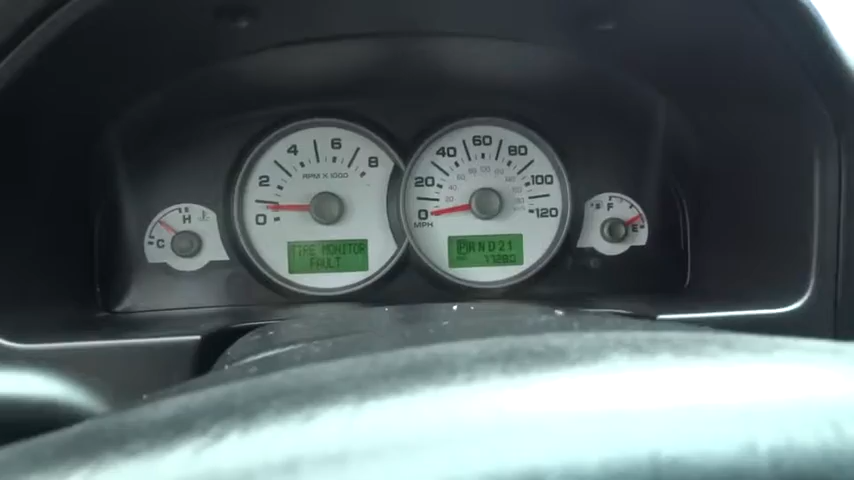 C H
0 2 4 6 8
RPM X 1000
TIRE MONITOR
FAULT
0 20 40 60 80 100 120
MPH
PRND21
77280
F E